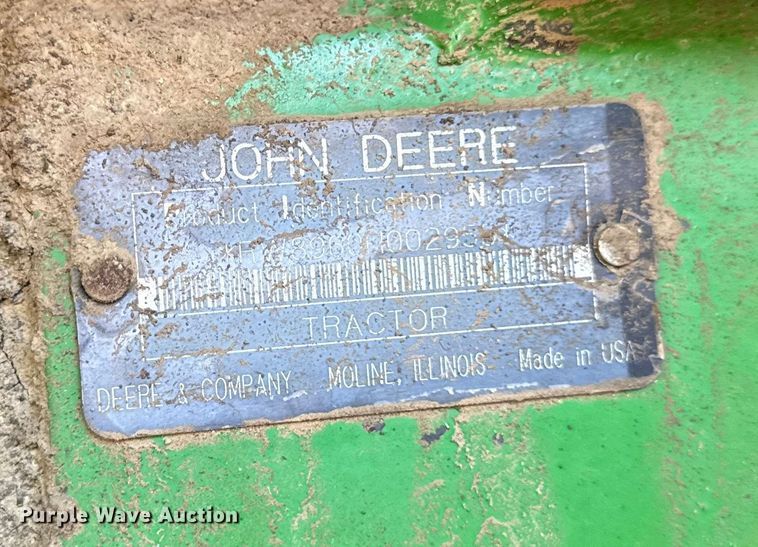 JOHN DEERE
Product Identification Number
TRACTOR
DEERE & COMPANY MOLINE, ILLINOIS Made in USA
Purple Wave Auction